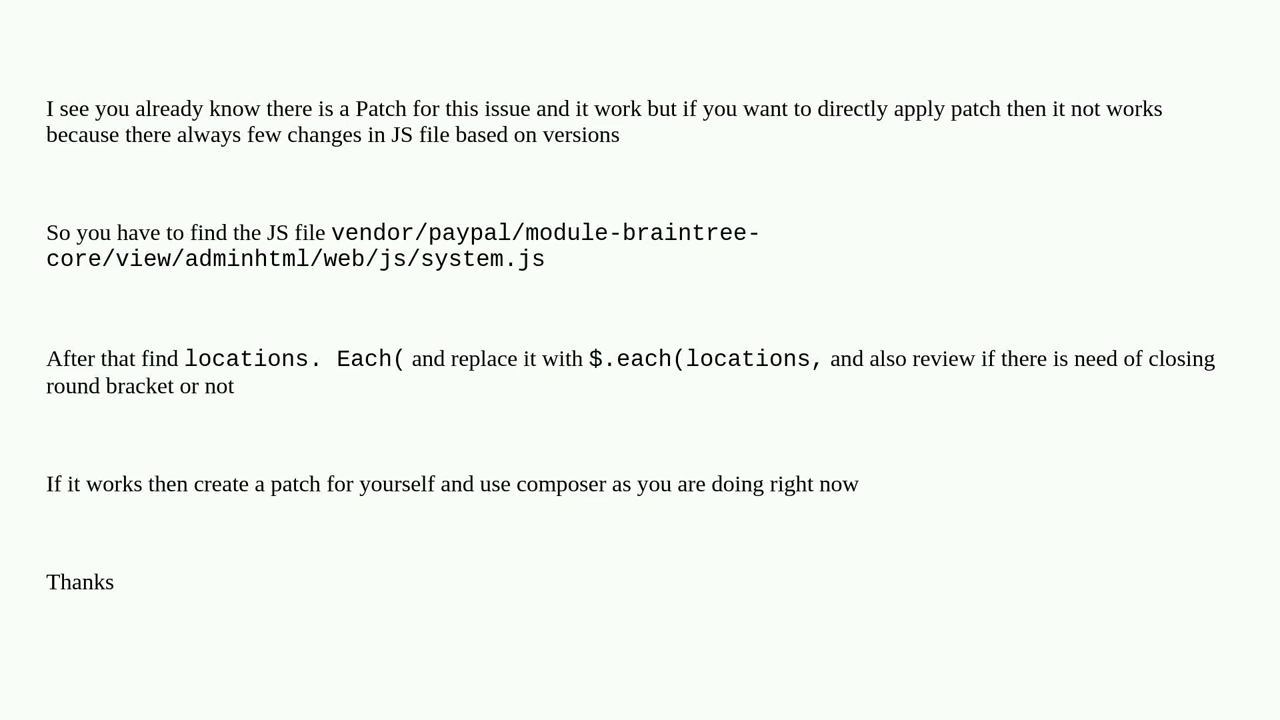 I see you already know there is a Patch for this issue and it work but if you want to directly apply patch then it not works
because there always few changes in JS file based on versions
So you have to find the JS file vendor/paypal/module-braintree-
core/view/adminhtml/web/js/system.js
After that find locations. Each( and replace it with $.each(locations, and also review if there is need of closing
round bracket or not
If it works then create a patch for yourself and use composer as you are doing right now
Thanks